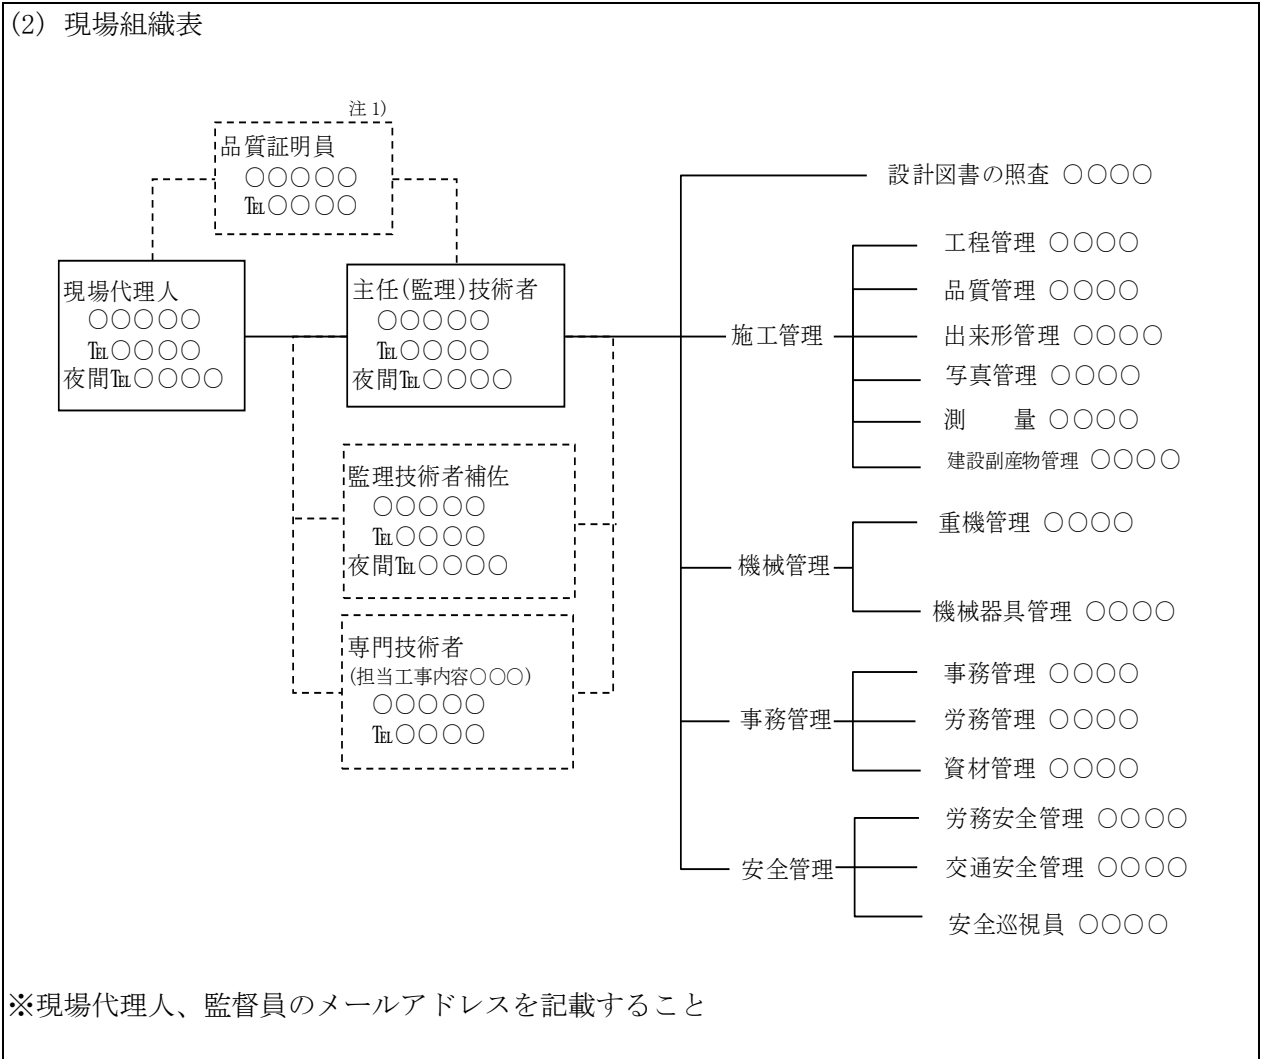 (2) 現場組織表
注1)
品質証明員
○○○○○
℡○○○○
現場代理人
○○○○○
℡○○○○
夜間℡○○○○
主任(監理)技術者
○○○○○
℡○○○○
夜間℡○○○○
監理技術者補佐
○○○○○
℡○○○○
夜間℡○○○○
専門技術者
(担当工事内容○○○)
○○○○○
℡○○○○
設計図書の照査 ○○○○
施工管理
工程管理 ○○○○
品質管理 ○○○○
出来形管理 ○○○○
写真管理 ○○○○
測　　量 ○○○○
建設副産物管理 ○○○○
機械管理
重機管理 ○○○○
機械器具管理 ○○○○
事務管理
事務管理 ○○○○
労務管理 ○○○○
資材管理 ○○○○
安全管理
労務安全管理 ○○○○
交通安全管理 ○○○○
安全巡視員 ○○○○
※現場代理人、監督員のメールアドレスを記載すること